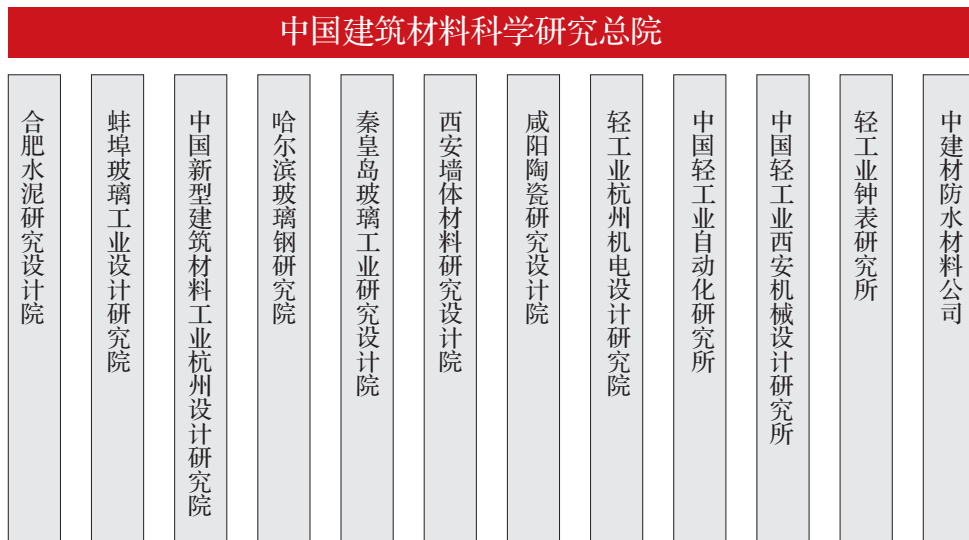 中国建筑材料科学研究总院
合肥水泥研究设计院
蚌埠玻璃工业设计研究院
中国新型建筑材料工业杭州设计研究院
哈尔滨玻璃钢研究院
秦皇岛玻璃工业研究设计院
西安墙体材料研究设计院
咸阳陶瓷研究设计院
轻工业杭州机电设计研究院
中国轻工业自动化研究所
中国轻工业西安机械设计研究所
轻工业钟表研究所
中建材防水材料公司